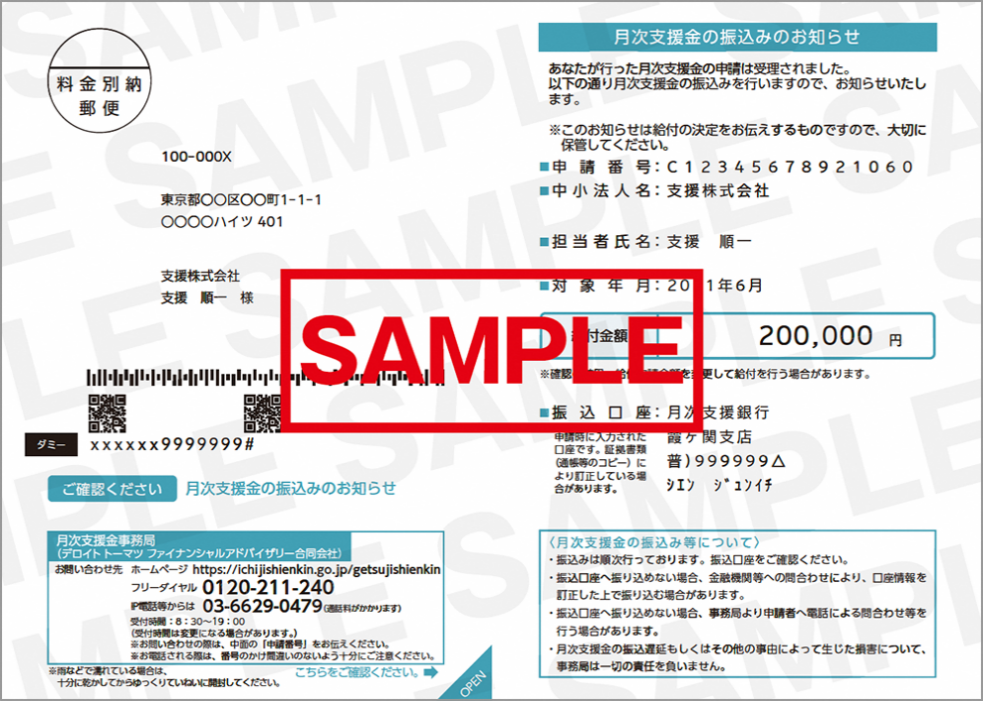 料金別納
郵便
100-000X
東京都〇〇区〇〇町1-1-1
〇〇〇〇ハイツ 401
支援株式会社
支援 順一 様
ダミー
xxxxxx9999999#
ご確認ください 月次支援金の振込みのお知らせ
月次支援金事務局
(デロイト トーマツ ファイナンシャルアドバイザリー合同会社)
お問い合わせ先 ホームページ https://ichijishienkin.go.jp/getsujishienkin
フリーダイヤル 0120-211-240
IP電話等からは 03-6629-0479(通話料がかかります)
受付時間:8:30~19:00
(受付時間は変更になる場合があります。)
※お問い合わせの際は、中面の「申請番号」をお伝えください。
※お電話される際は、番号のかけ間違いのないよう十分にご注意ください。
※雨などで濡れている場合は、
十分に乾かしてからゆっくりていねいに開封してください。
こちらをご確認ください。
OPEN
月次支援金の振込みのお知らせ
あなたが行った月次支援金の申請は受理されました。
以下の通り月次支援金の振込みを行いますので、お知らせいたし
ます。
※このお知らせは給付の決定をお伝えするものですので、大切に
保管してください。
■申請番号:C12345678921060
■中小法人名:支援株式会社
■担当者氏名:支援 順一
■対象年月:2 1年6月
付金額 200,000 円
SAMPLE
※確認 更して給付を行う場合があります。
■振込口座:月次支援銀行
霞ヶ関支店
普)999999△
ｼｴﾝ ｼﾞｭﾝｲﾁ
申請時に入力された
口座です。証拠書類
(通帳等のコピー)に
より訂正している場
合があります。
〈月次支援金の振込み等について〉
・振込みは順次行っております。振込口座をご確認ください。
・振込口座へ振り込めない場合、金融機関等への問合わせにより、口座情報を
訂正した上で振り込む場合があります。
・振込口座へ振り込めない場合、事務局より申請者へ電話による問合わせ等を
行う場合があります。
・月次支援金の振込遅延もしくはその他の事由によって生じた損害について、
事務局は一切の責任を負いません。